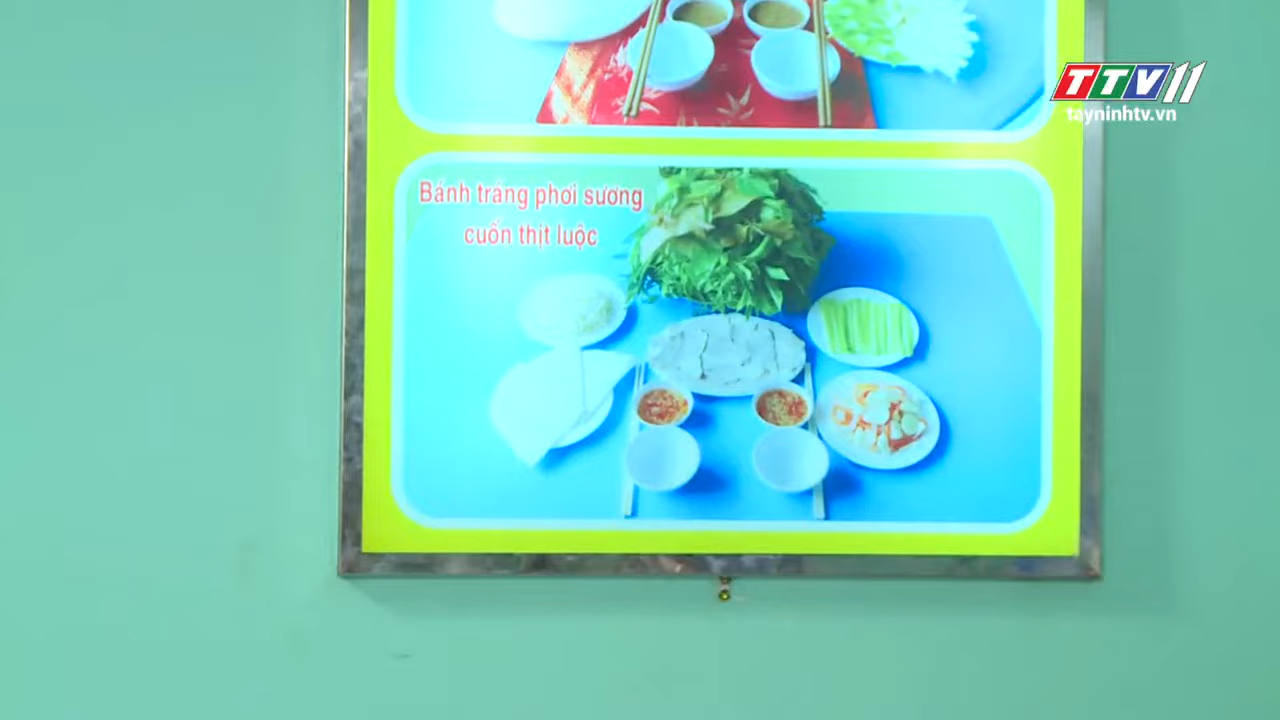 TTV11
tayninhtv.vn
Bánh tráng phơi sương
cuốn thịt luộc